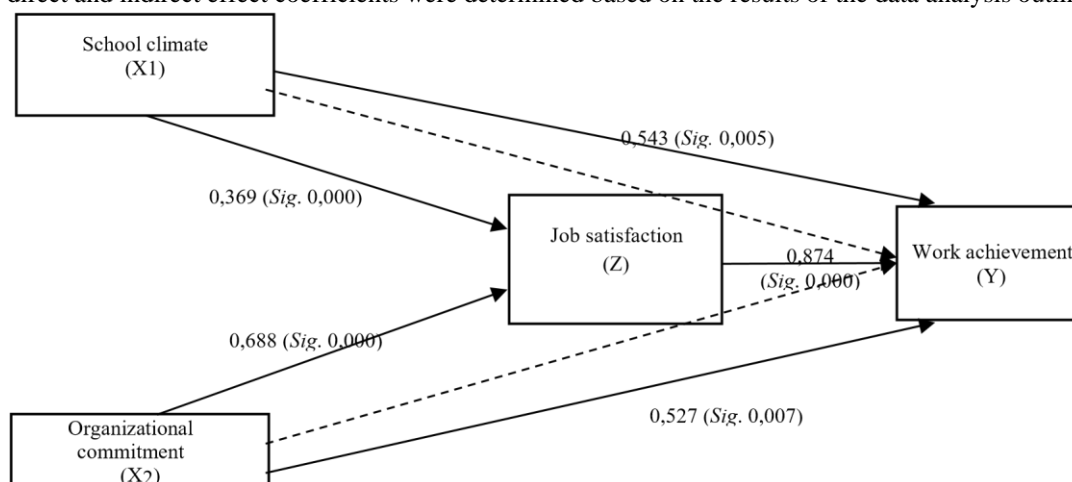 direct and indirect effect coefficients were determined based on the results of the data analysis
School climate
(X1)
0,543 (Sig. 0,005)
0,369 (Sig. 0,000)
Job satisfaction
(Z)
0,874
(Sig. 0,000)
Work achievement
(Y)
0,688 (Sig. 0,000)
0,527 (Sig. 0,007)
Organizational
commitment
(X2)